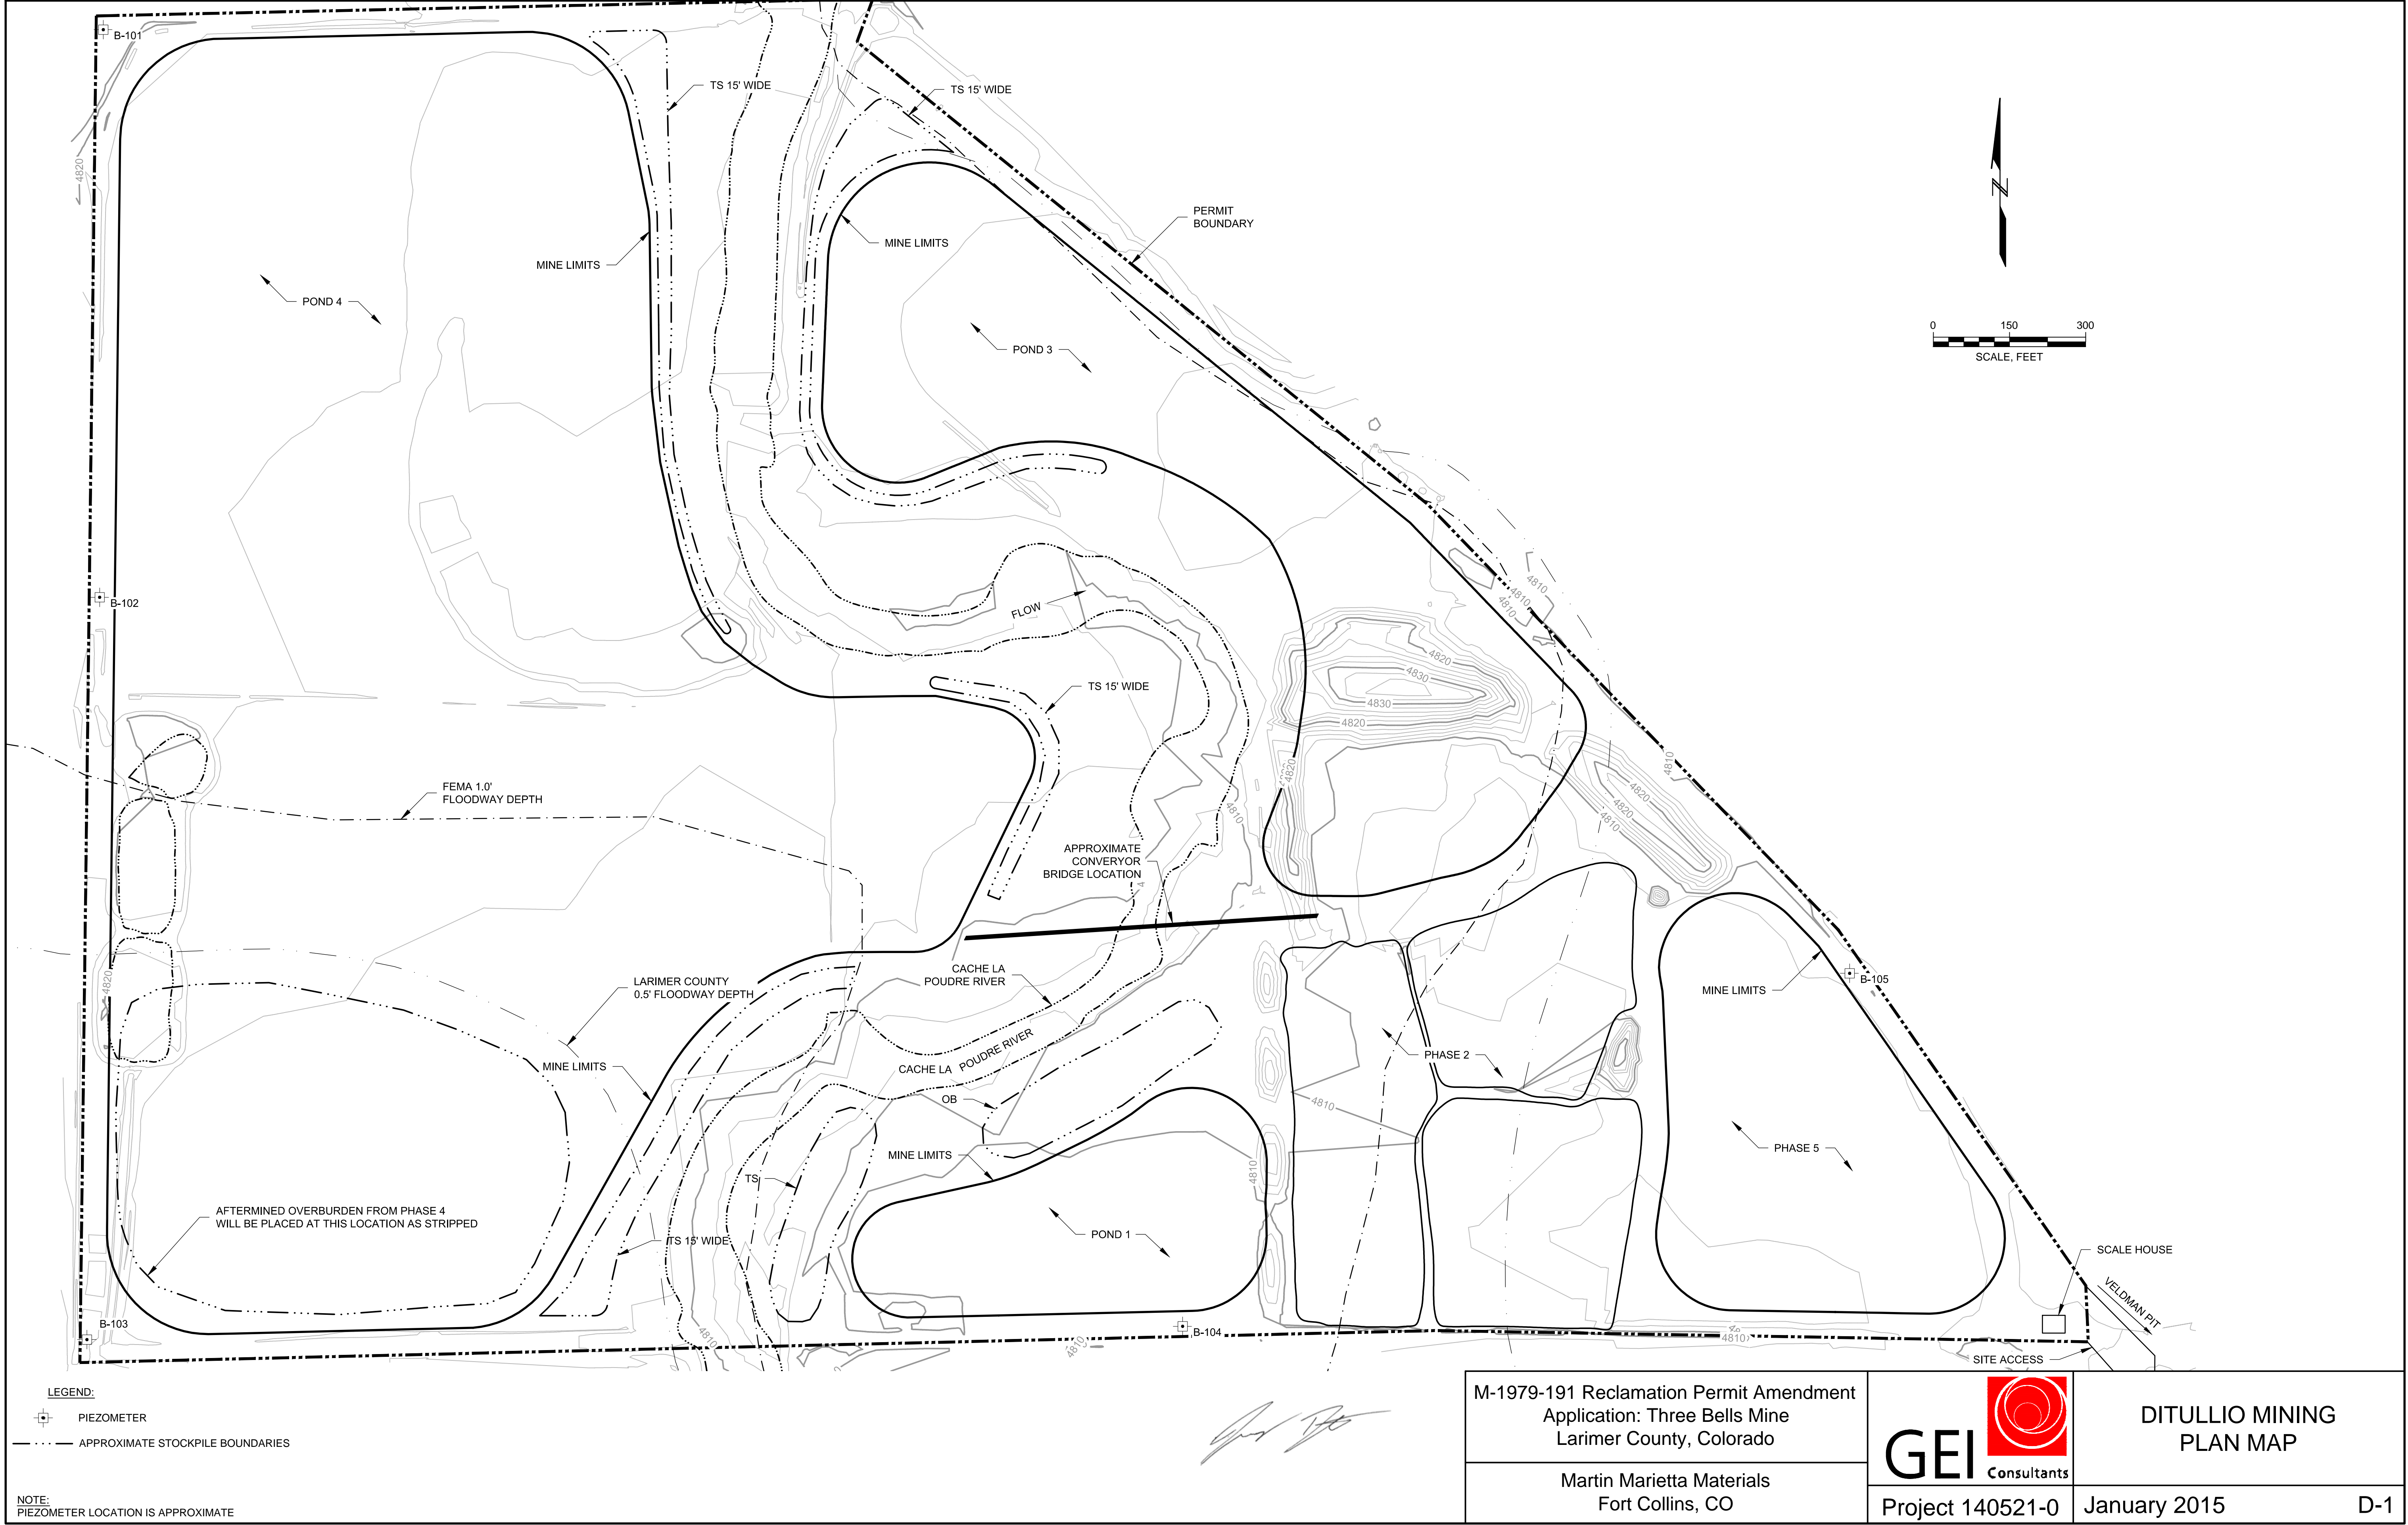 B-101
TS 15' WIDE
TS 15' WIDE
4820
PERMIT
BOUNDARY
MINE LIMITS
MINE LIMITS
POND 4
POND 3
N
0 150 300
SCALE, FEET
B-102
FLOW
4810
4810
4810
4820
4830
4830
4820
TS 15' WIDE
4820
4810
4820
4820
4810
FEMA 1.0'
FLOODWAY DEPTH
4810
APPROXIMATE
CONVERYOR
BRIDGE LOCATION
4820
LARIMER COUNTY
0.5' FLOODWAY DEPTH
CACHE LA
POUDRE RIVER
MINE LIMITS
B-105
MINE LIMITS
CACHE LA POUDRE RIVER
PHASE 2
OB
4810
MINE LIMITS
4810
PHASE 5
TS
AFTERMINED OVERBURDEN FROM PHASE 4
WILL BE PLACED AT THIS LOCATION AS STRIPPED
TS 15' WIDE
POND 1
SCALE HOUSE
VELDMAN PIT
B-103
4810
4810
B-104
4810
SITE ACCESS
LEGEND:
PIEZOMETER
APPROXIMATE STOCKPILE BOUNDARIES
NOTE:
PIEZOMETER LOCATION IS APPROXIMATE
M-1979-191 Reclamation Permit Amendment
Application: Three Bells Mine
Larimer County, Colorado
Martin Marietta Materials
Fort Collins, CO
GEI Consultants
Project 140521-0
DITULLIO MINING
PLAN MAP
January 2015 D-1